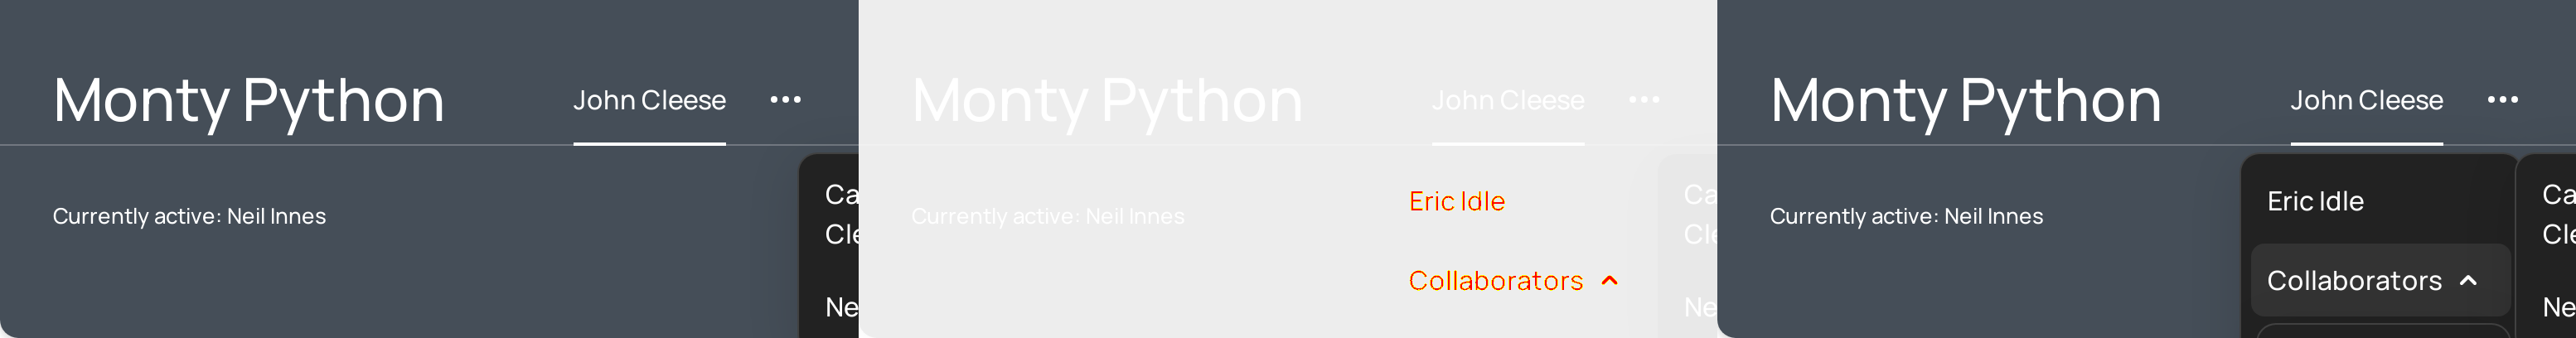 Monty Python
John Cleese
Currently active: Neil Innes
Ca
Cle
Ne
Monty Python
John Cleese
Currently active: Neil Innes
Eric Idle
Collaborators
Ca
Cle
Ne
Monty Python
John Cleese
Currently active: Neil Innes
Eric Idle
Collaborators
Ca
Cle
Ne